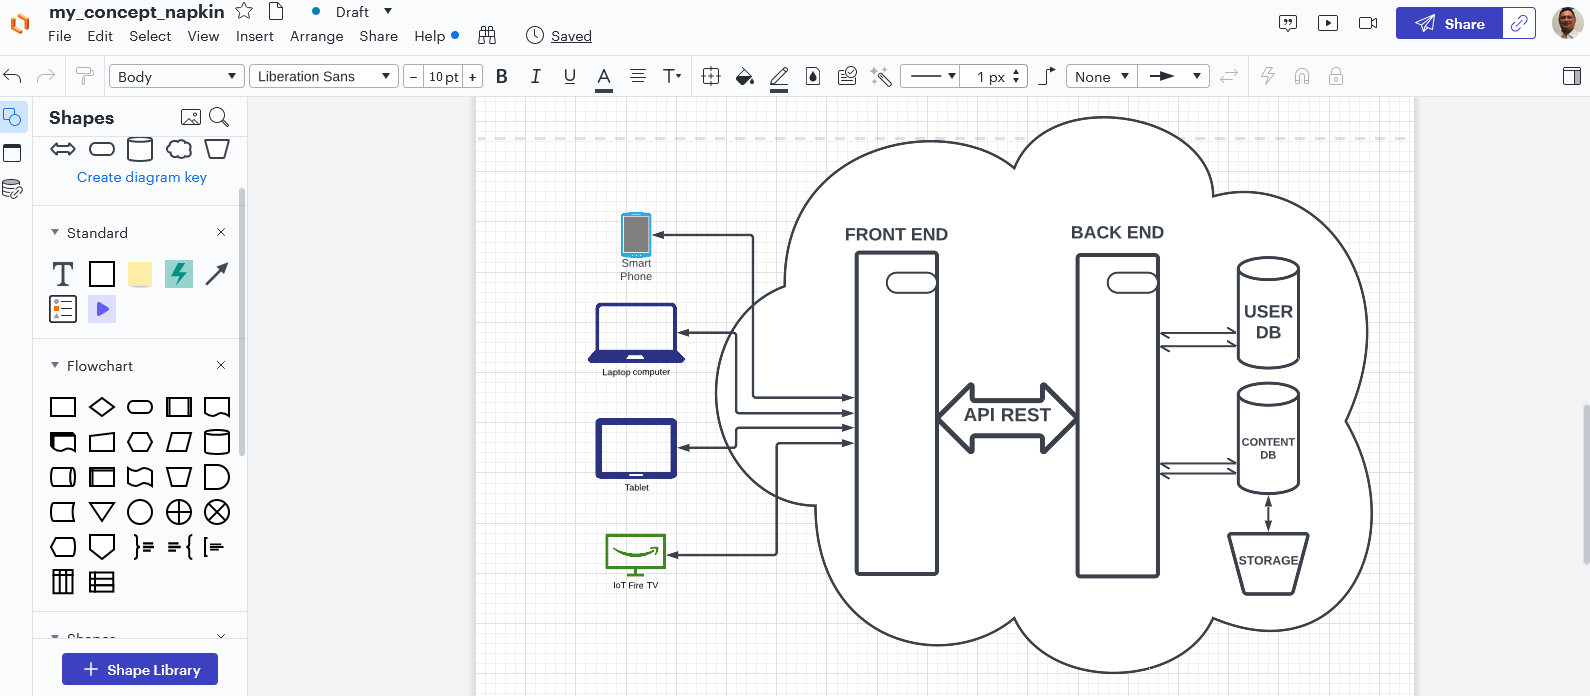 my_concept_napkin
Draft
File Edit Select View Insert Arrange Share Help
Saved
Share
Body
Liberation Sans
− 10 pt +
B I U A T
1 px
None
Shapes
Create diagram key
Standard
T
Flowchart
Shapes
+ Shape Library
Smart
Phone
Laptop computer
Tablet
IoT Fire TV
FRONT END
API REST
BACK END
USER
DB
CONTENT
DB
STORAGE